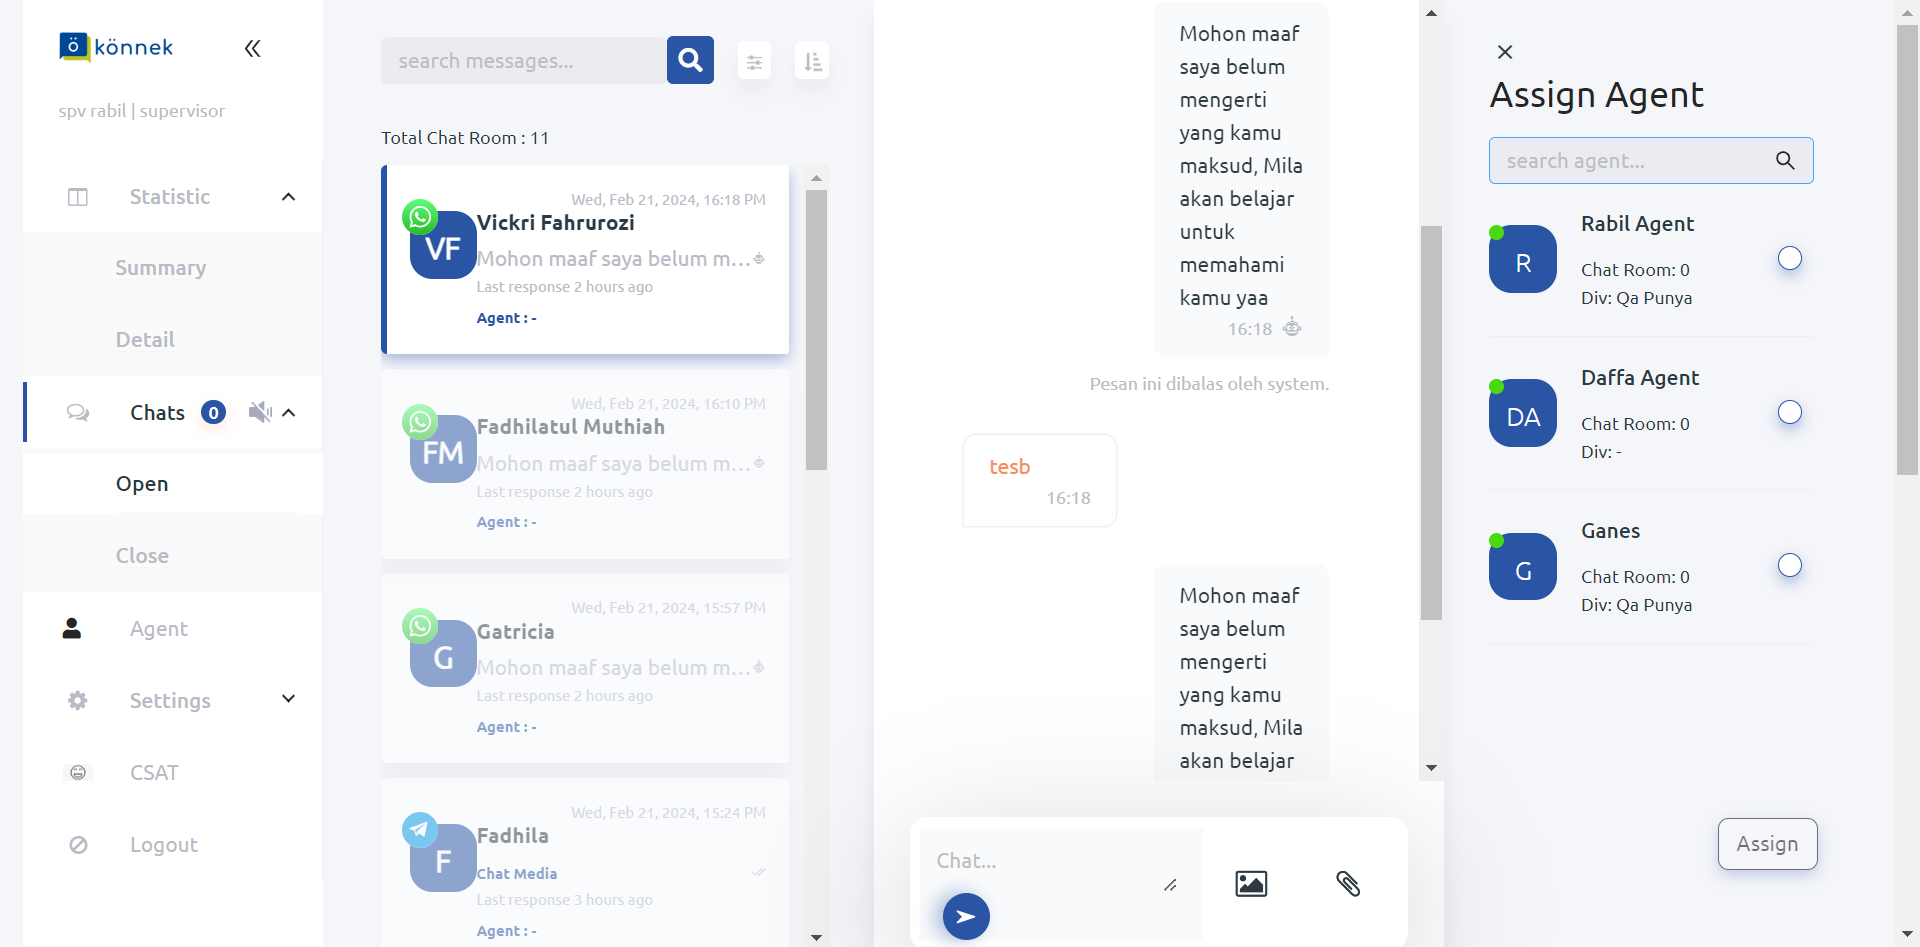 könnek
spv rabil | supervisor
Statistic
Summary
Detail
Chats 0
Open
Close
Agent
Settings
CSAT
Logout
search messages...
Total Chat Room : 11
Wed, Feb 21, 2024, 16:18 PM
VF
Vickri Fahrurozi
Mohon maaf saya belum m...
Last response 2 hours ago
Agent : -
Wed, Feb 21, 2024, 16:10 PM
FM
Fadhilatul Muthiah
Mohon maaf saya belum m...
Last response 2 hours ago
Agent : -
Wed, Feb 21, 2024, 15:57 PM
G
Gatricia
Mohon maaf saya belum m...
Last response 2 hours ago
Agent : -
Wed, Feb 21, 2024, 15:24 PM
F
Fadhila
Chat Media
Last response 3 hours ago
Agent : -
Mohon maaf
saya belum
mengerti
yang kamu
maksud, Mila
akan belajar
untuk
memahami
kamu yaa
16:18
Pesan ini dibalas oleh system.
tesb
16:18
Mohon maaf
saya belum
mengerti
yang kamu
maksud, Mila
akan belajar
Chat...
Assign Agent
search agent...
R
Rabil Agent
Chat Room: 0
Div: Qa Punya
DA
Daffa Agent
Chat Room: 0
Div: -
G
Ganes
Chat Room: 0
Div: Qa Punya
Assign